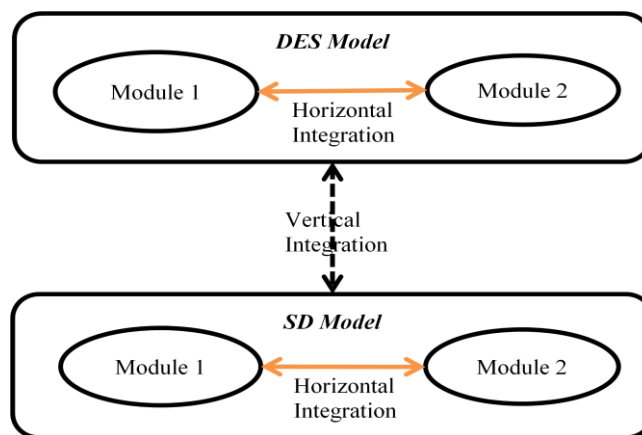 DES Model
Module 1
Module 2
Horizontal
Integration
Vertical
Integration
SD Model
Module 1
Module 2
Horizontal
Integration